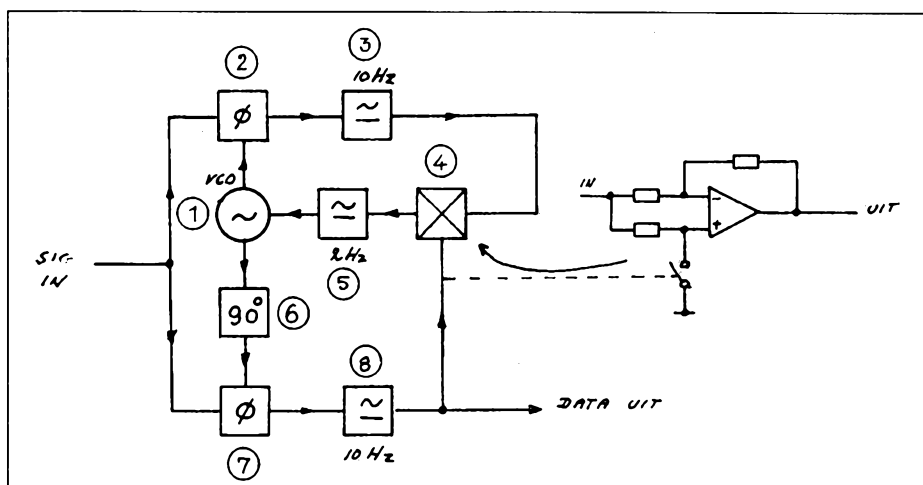 ③
② 10Hz
Φ Φ
④
VCO
① ~
IN
-
+
UIT
SIG
IN
2Hz
⑤
90° ⑥
⑧
DATA UIT
10Hz
⑦